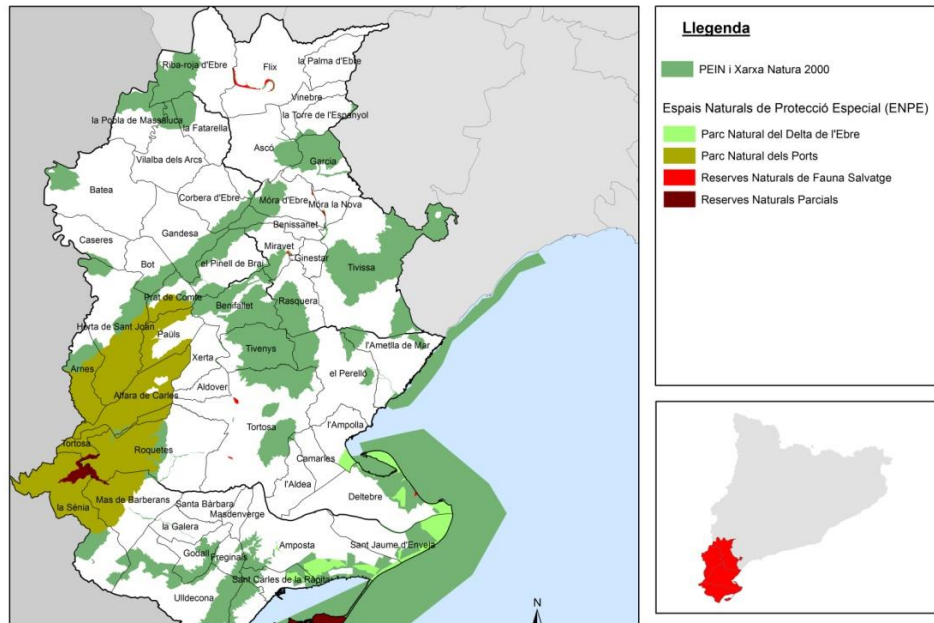 Riba-roja d'Ebre
Flix
la Palma d'Ebre
Vinebre
la Pobla de Massaluca
la Fatarella
la Torre de l'Espanyol
Ascó
Garcia
Vilalba dels Arcs
Batea
Corbera d'Ebre
Móra d'Ebre
Móra la Nova
Gandesa
Benissanet
Caseres
Bot
el Pinell de Brai
Miravet
Ginestar
Tivissa
Prat de Comte
Benifallet
Rasquera
Horta de Sant Joan
Paüls
l'Ametlla de Mar
Arnes
Xerta
Tivenys
el Perelló
Aldover
Alfara de Carles
l'Ampolla
Tortosa
Tortosa
Roquetes
Camarles
l'Aldea
Deltebre
Mas de Barberans
la Sénia
Santa Bàrbara
Masdenverge
la Galera
Amposta
Sant Jaume d'Enveja
Godall
Freginals
Sant Carles de la Ràpita
Ulldecona
N
Llegenda
PEIN i Xarxa Natura 2000
Espais Naturals de Protecció Especial (ENPE)
Parc Natural del Delta de l'Ebre
Parc Natural dels Ports
Reserves Naturals de Fauna Salvatge
Reserves Naturals Parcials